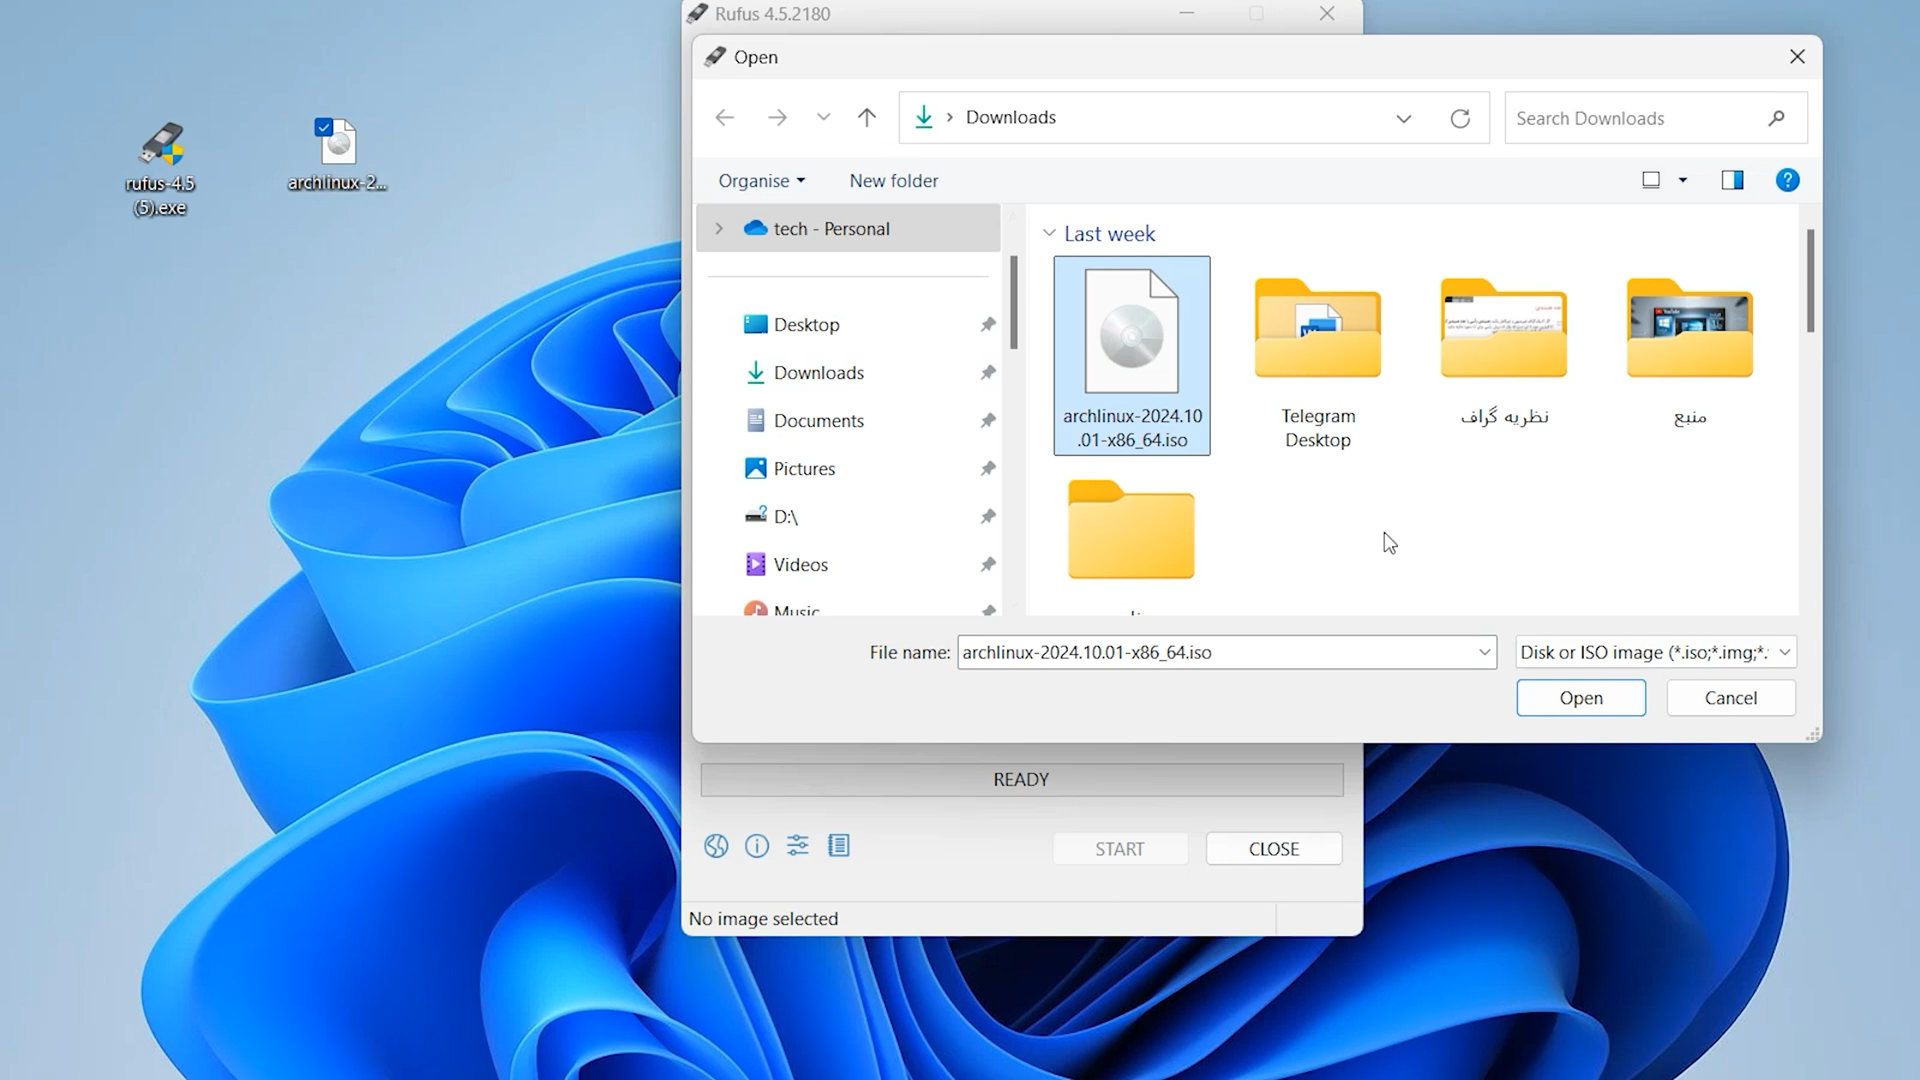 rufus-4.5
(5).exe
archlinux-2...
Rufus 4.5.2180
Open
Downloads
Search Downloads
Organise
New folder
tech - Personal
Desktop
Downloads
Documents
Pictures
D:\
Videos
Music
Last week
archlinux-2024.10
.01-x86_64.iso
Telegram
Desktop
نظریه گراف
منبع
File name:
archlinux-2024.10.01-x86_64.iso
Disk or ISO image (*.iso;*.img;*.
Open
Cancel
READY
START
CLOSE
No image selected